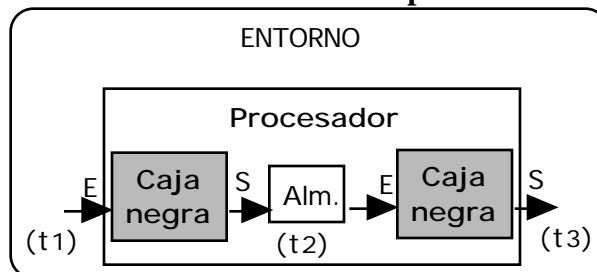 ENTORNO
Procesador
E Caja negra S Alm. E Caja negra S
(t1) (t2) (t3)